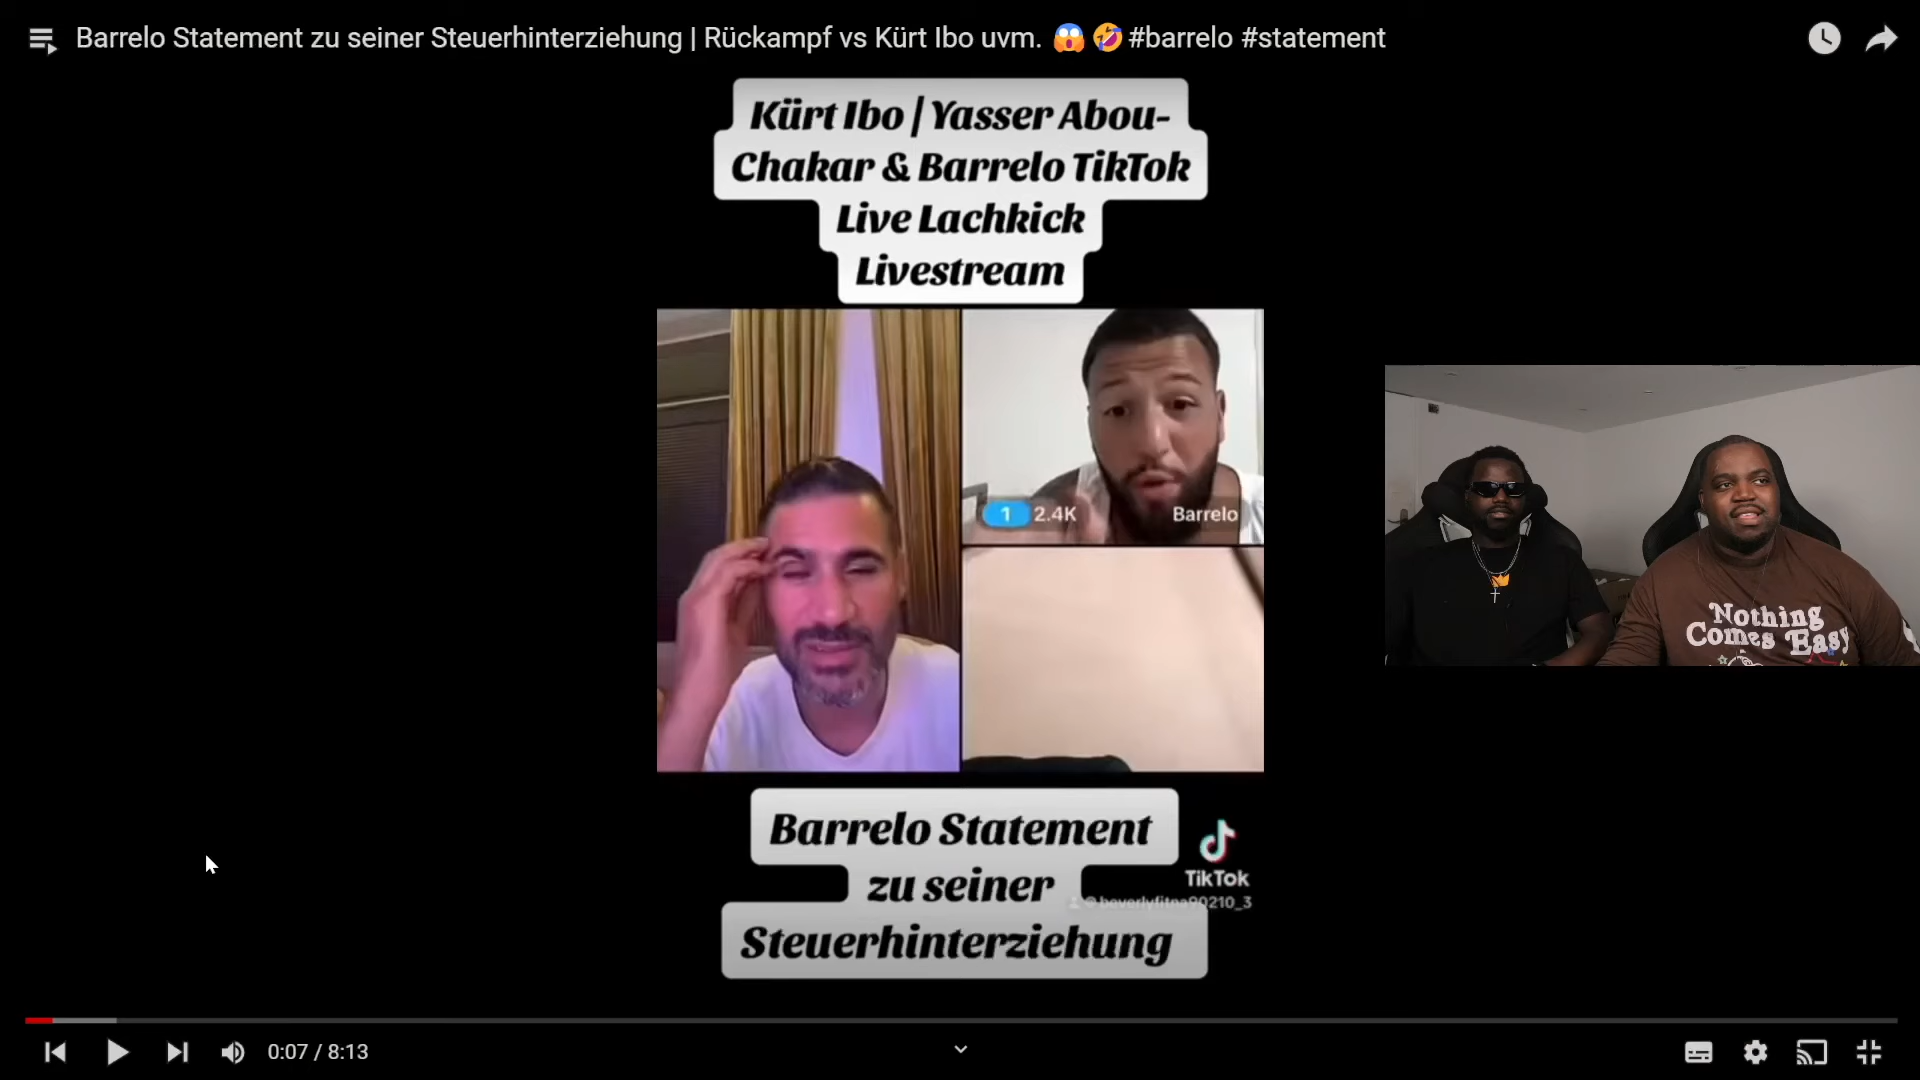 Barrelo Statement zu seiner Steuerhinterziehung | Rückampf vs Kürt Ibo uvm. 😱 🤣 #barrelo #statement
Kürt Ibo | Yasser Abou-
Chakar & Barrelo TikTok
Live Lachkick
Livestream
1 2.4K Barrelo
Nothing
Comes Easy
Barrelo Statement
zu seiner
Steuerhinterziehung
TikTok
@beverlyfitna90210_3
0:07 / 8:13